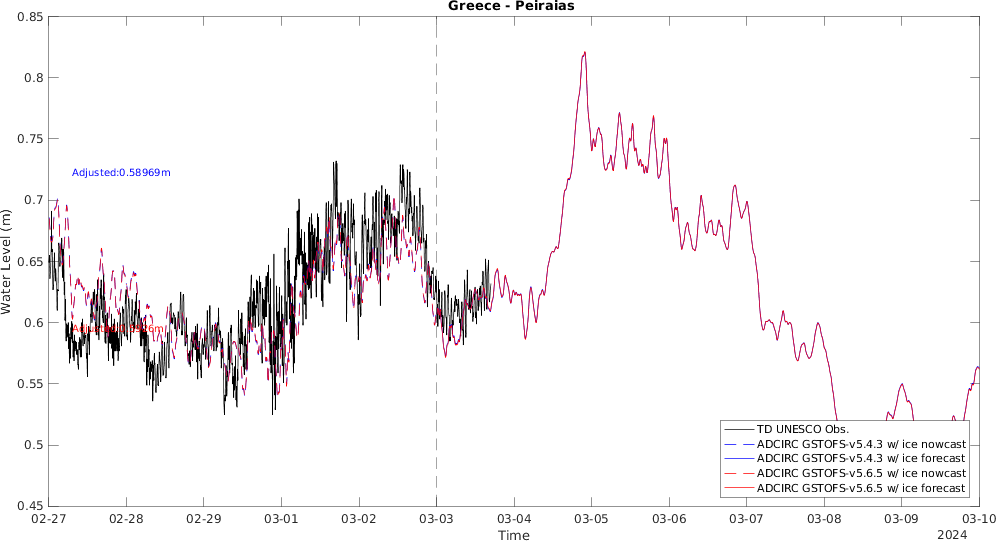 Greece - Peiraias
0.85
0.8
0.75
0.7
0.65
0.6
0.55
0.5
0.45
Water Level (m)
Adjusted:0.58969m
TD UNESCO Obs.
ADCIRC GSTOFS-v5.4.3 w/ ice nowcast
ADCIRC GSTOFS-v5.4.3 w/ ice forecast
ADCIRC GSTOFS-v5.6.5 w/ ice nowcast
ADCIRC GSTOFS-v5.6.5 w/ ice forecast
02-27 02-28 02-29 03-01 03-02 03-03 03-04 03-05 03-06 03-07 03-08 03-09 03-10
2024
Time